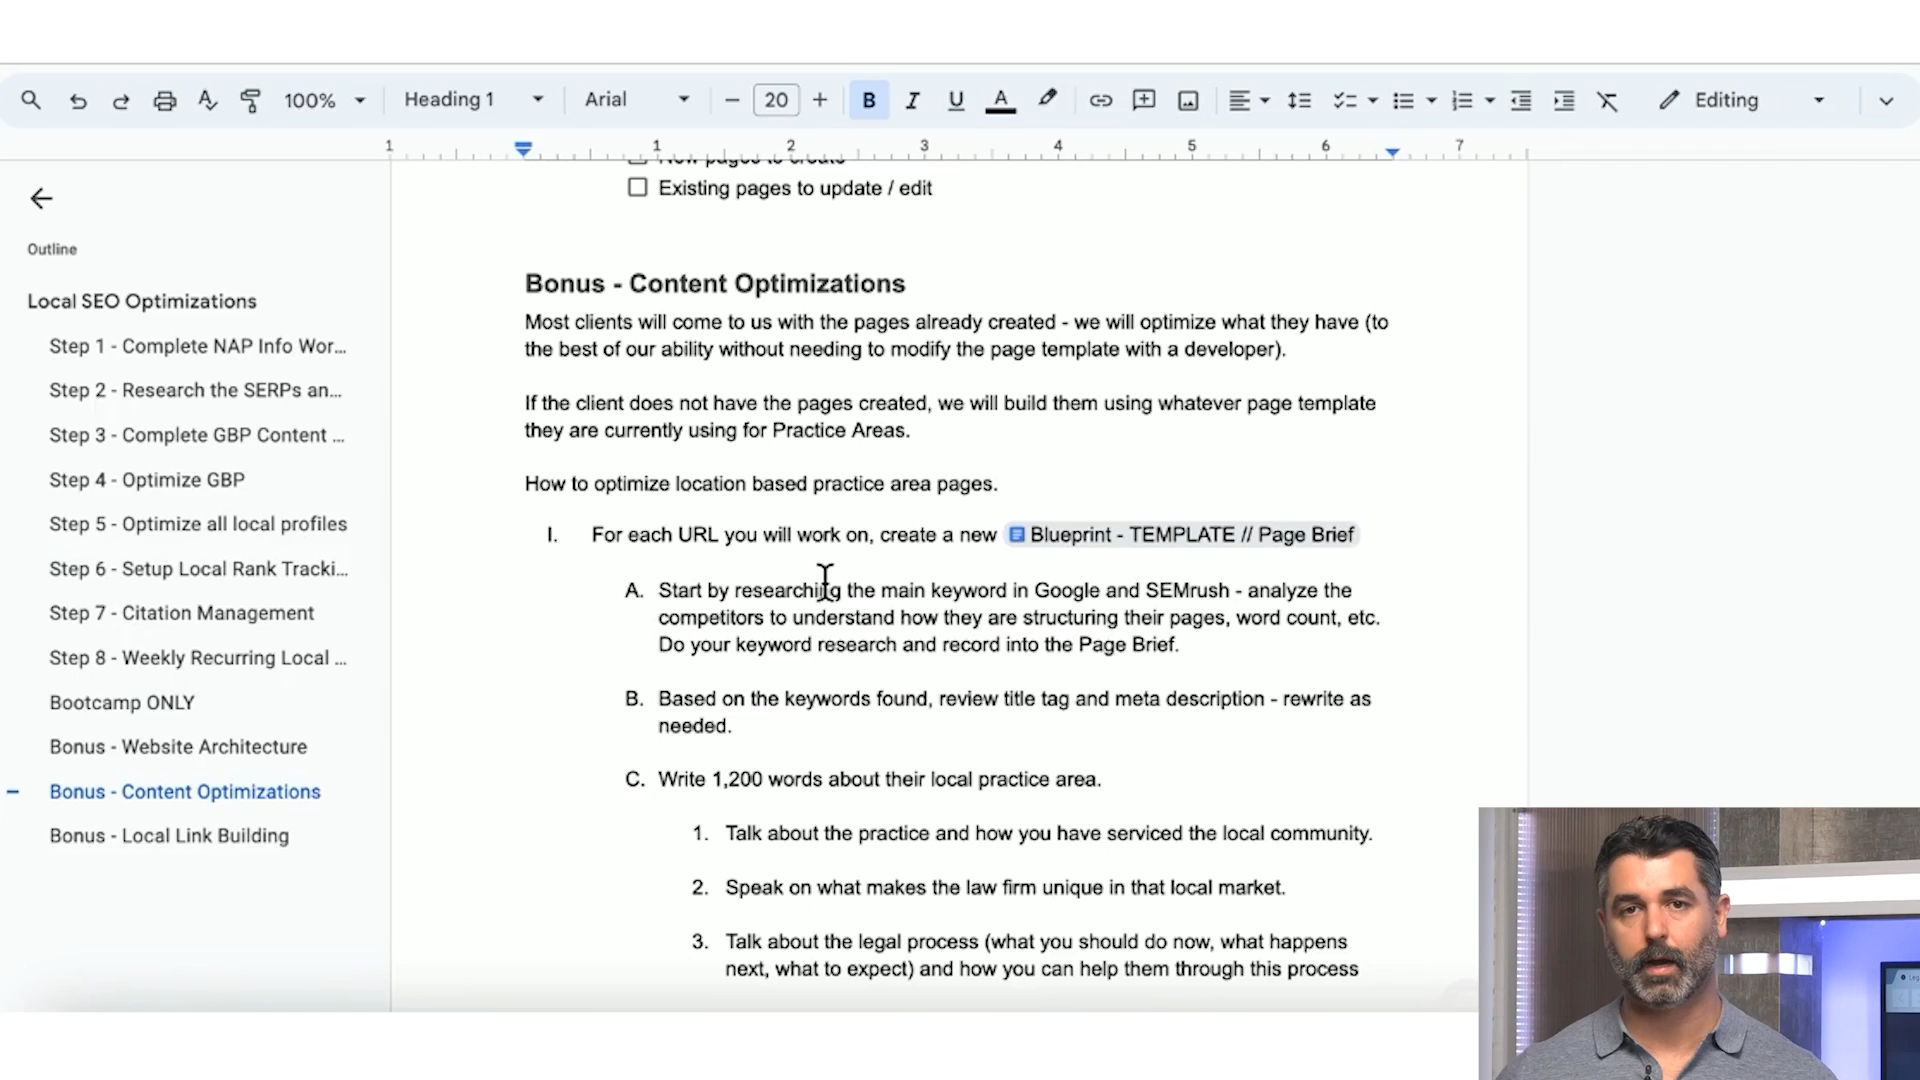 100%
Heading 1
Arial
20
B
I
U
A
Editing
1
1
2
3
4
5
6
7
New pages to create
Existing pages to update / edit
Outline
Local SEO Optimizations
Step 1 - Complete NAP Info Wor...
Step 2 - Research the SERPs an...
Step 3 - Complete GBP Content ...
Step 4 - Optimize GBP
Step 5 - Optimize all local profiles
Step 6 - Setup Local Rank Tracki...
Step 7 - Citation Management
Step 8 - Weekly Recurring Local ...
Bootcamp ONLY
Bonus - Website Architecture
Bonus - Content Optimizations
Bonus - Local Link Building
Bonus - Content Optimizations
Most clients will come to us with the pages already created - we will optimize what they have (to
the best of our ability without needing to modify the page template with a developer).
If the client does not have the pages created, we will build them using whatever page template
they are currently using for Practice Areas.
How to optimize location based practice area pages.
I. For each URL you will work on, create a new Blueprint - TEMPLATE // Page Brief
A. Start by researching the main keyword in Google and SEMrush - analyze the
competitors to understand how they are structuring their pages, word count, etc.
Do your keyword research and record into the Page Brief.
B. Based on the keywords found, review title tag and meta description - rewrite as
needed.
C. Write 1,200 words about their local practice area.
1. Talk about the practice and how you have serviced the local community.
2. Speak on what makes the law firm unique in that local market.
3. Talk about the legal process (what you should do now, what happens
next, what to expect) and how you can help them through this process